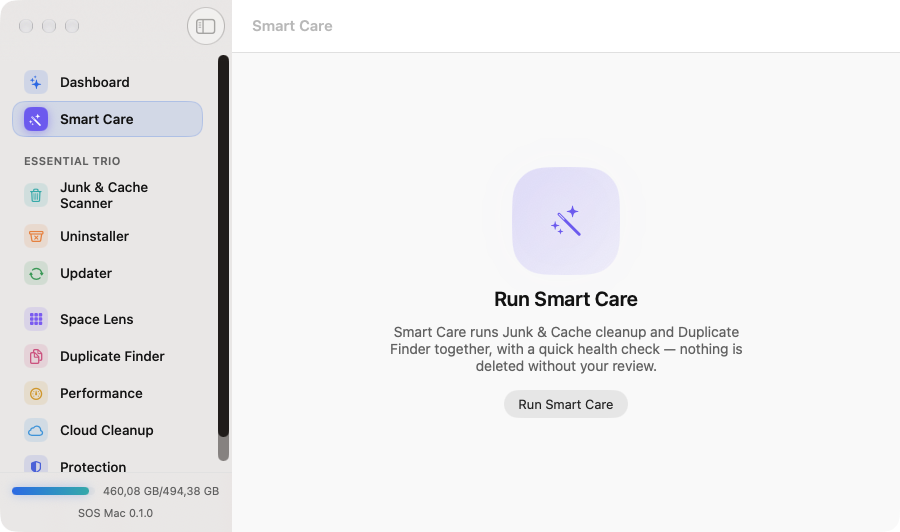 Smart Care
Dashboard
Smart Care
ESSENTIAL TRIO
Junk & Cache
Scanner
Uninstaller
Updater
Space Lens
Duplicate Finder
Performance
Cloud Cleanup
Protection
460,08 GB/494,38 GB
SOS Mac 0.1.0
Run Smart Care
Smart Care runs Junk & Cache cleanup and Duplicate
Finder together, with a quick health check — nothing is
deleted without your review.
Run Smart Care